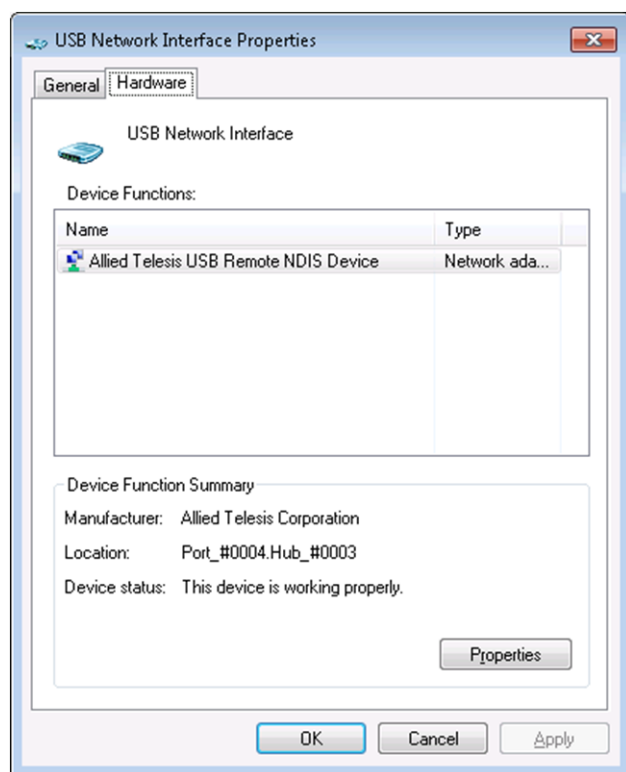 USB Network Interface Properties
General Hardware
USB Network Interface
Device Functions:
Name Type
Allied Telesis USB Remote NDIS Device Network ada...
Device Function Summary
Manufacturer: Allied Telesis Corporation
Location: Port_#0004.Hub_#0003
Device status: This device is working properly.
Properties
OK Cancel Apply